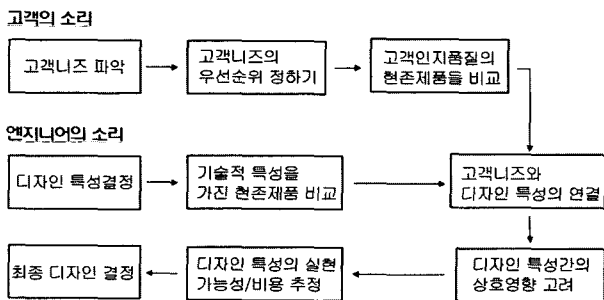 고객의 소리
고객니즈 파악
고객니즈의
우선순위 정하기
고객인지품질의
현존제품들 비교
엔지니어의 소리
디자인 특성결정
기술적 특성을
가진 현존제품 비교
고객니즈와
디자인 특성의 연결
최종 디자인 결정
디자인 특성의 실현
가능성/비용 추정
디자인 특성간의
상호영향 고려